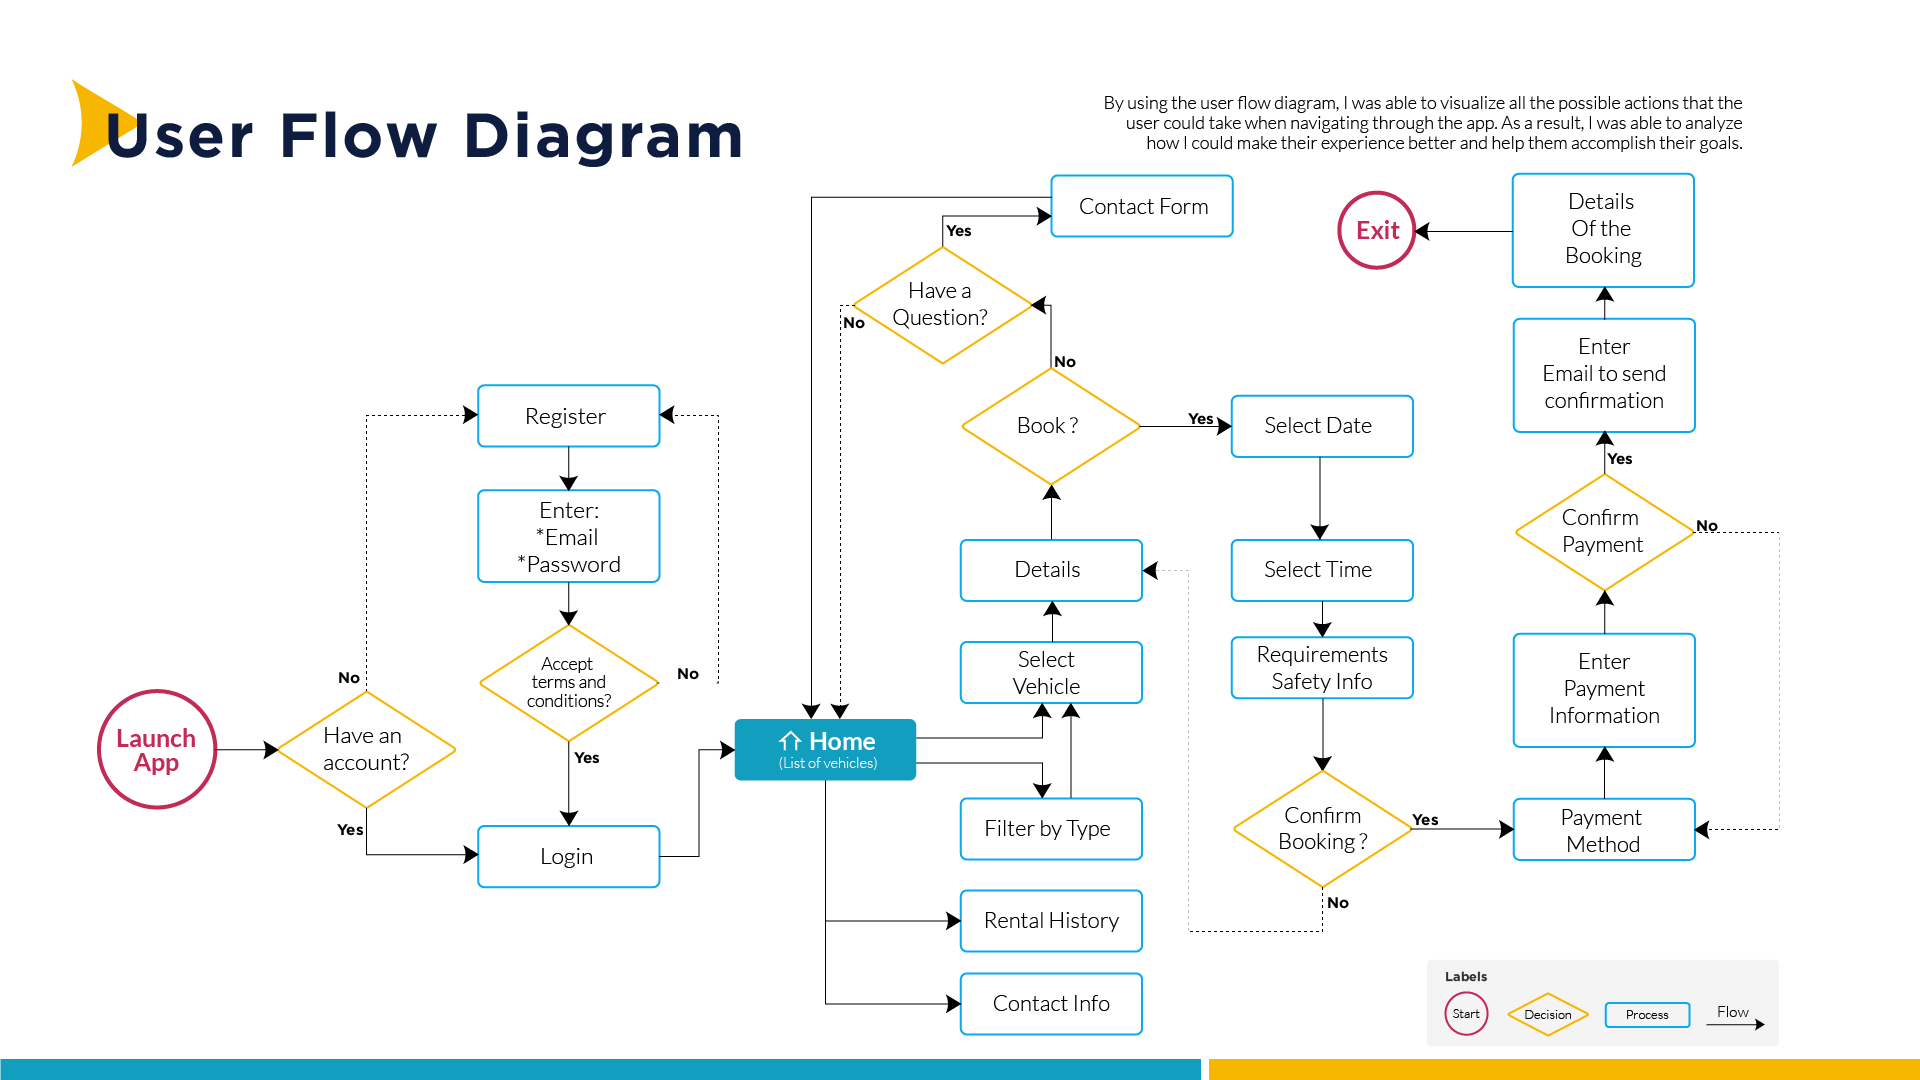 User Flow Diagram
By using the user flow diagram, I was able to visualize all the possible actions that the
user could take when navigating through the app. As a result, I was able to analyze
how I could make their experience better and help them accomplish their goals.
Launch
App
Have an
account?
No
Yes
Register
Enter:
*Email
*Password
Accept
terms and
conditions?
No
Yes
Login
Home
(List of vehicles)
Contact Form
Yes
Have a
Question?
No
No
Book ?
Yes
Details
Select
Vehicle
Filter by Type
Rental History
Contact Info
Select Date
Select Time
Requirements
Safety Info
Confirm
Booking ?
Yes
No
Payment
Method
Enter
Payment
Information
Confirm
Payment
No
Yes
Enter
Email to send
confirmation
Details
Of the
Booking
Exit
Labels
Start
Decision
Process
Flow